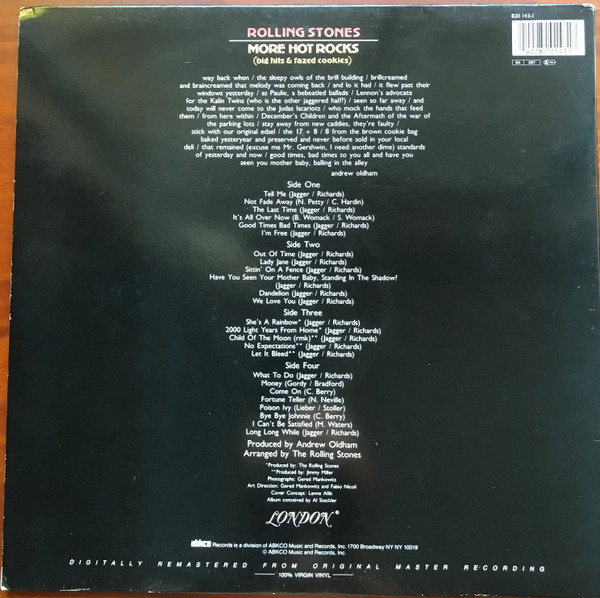 ROLLING STONES
820 143-1
MORE HOT ROCKS
(big hits & fazed cookies)
way back when / the sleepy owls of the brill building / brillcreamed
and braincreamed that melody was coming back / and lo it had / it flew past their
windows yesterday / as Paulie, a bebeatled ballade / Lennon's advocate
for the Kalin Twins (who is the other jaggered half?) / seen so far away / and
today will never come to the Judas Iscariots / who mock the hands that feed
them / from here within / December's Children and the Aftermath of the war of
the parking lots / stay away from new caddies, they're faulty /
stick with our original edsel / the 17 + 8 / 8 from the brown cookie bag
baked yesteryear and preserved and never before sold in your local
deli / that remained (excuse me Mr. Gershwin, I need another dime) standards
of yesterday and now / good times, bad times to you all and have you
seen you mother baby, balling in the alley
andrew oldham
Side One
Tell Me (Jagger / Richards)
Not Fade Away (N. Petty / C. Hardin)
The Last Time (Jagger / Richards)
It's All Over Now (B. Womack / S. Womack)
Good Times Bad Times (Jagger / Richards)
I'm Free (Jagger / Richards)
Side Two
Out Of Time (Jagger / Richards)
Lady Jane (Jagger / Richards)
Sittin' On A Fence (Jagger / Richards)
Have You Seen Your Mother Baby, Standing In The Shadow?
(Jagger / Richards)
Dandelion (Jagger / Richards)
We Love You (Jagger / Richards)
Side Three
She's A Rainbow* (Jagger / Richards)
2000 Light Years From Home* (Jagger / Richards)
Child Of The Moon (rmk)** (Jagger / Richards)
No Expectations** (Jagger / Richards)
Let It Bleed** (Jagger / Richards)
Side Four
What To Do (Jagger / Richards)
Money (Gordy / Bradford)
Come On (C. Berry)
Fortune Teller (N. Neville)
Poison Ivy (Lieber / Stoller)
Bye Bye Johnnie (C. Berry)
I Can't Be Satisfied (M. Waters)
Long Long While (Jagger / Richards)
Produced by Andrew Oldham
Arranged by The Rolling Stones
*Produced by: The Rolling Stones
**Produced by: Jimmy Miller
Photographs: Gered Mankowitz
Art Direction: Gered Mankowitz and Fabio Nicoli
Cover Concept: Lenne Allik
Album conceived by Al Steckler
LONDON®
abkco Records is a division of ABKCO Music and Records, Inc. 1700 Broadway NY NY 10019
© ABKCO Music and Records, Inc.
DIGITALLY REMASTERED FROM ORIGINAL MASTER RECORDING
100% VIRGIN VINYL